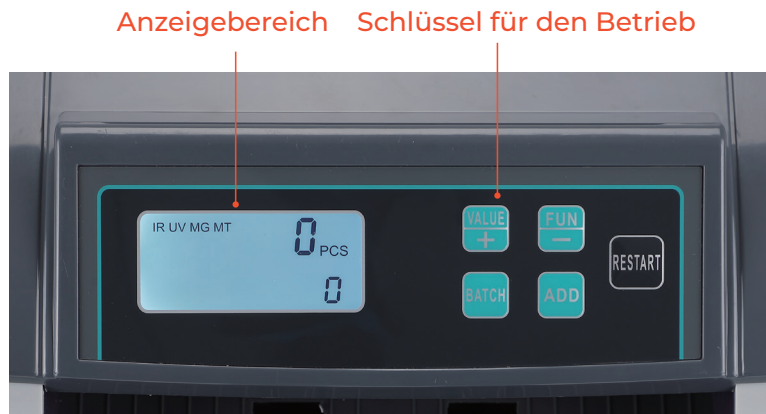 Anzeigebereich Schlüssel für den Betrieb
IR UV MG MT 0 PCS
0
VALUE FUN
+ −
RESTART
BATCH ADD